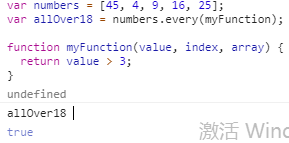 var numbers = [45, 4, 9, 16, 25];
var allOver18 = numbers.every(myFunction);
function myFunction(value, index, array) {
  return value > 3;
}
undefined
allOver18
true
激活 Wind